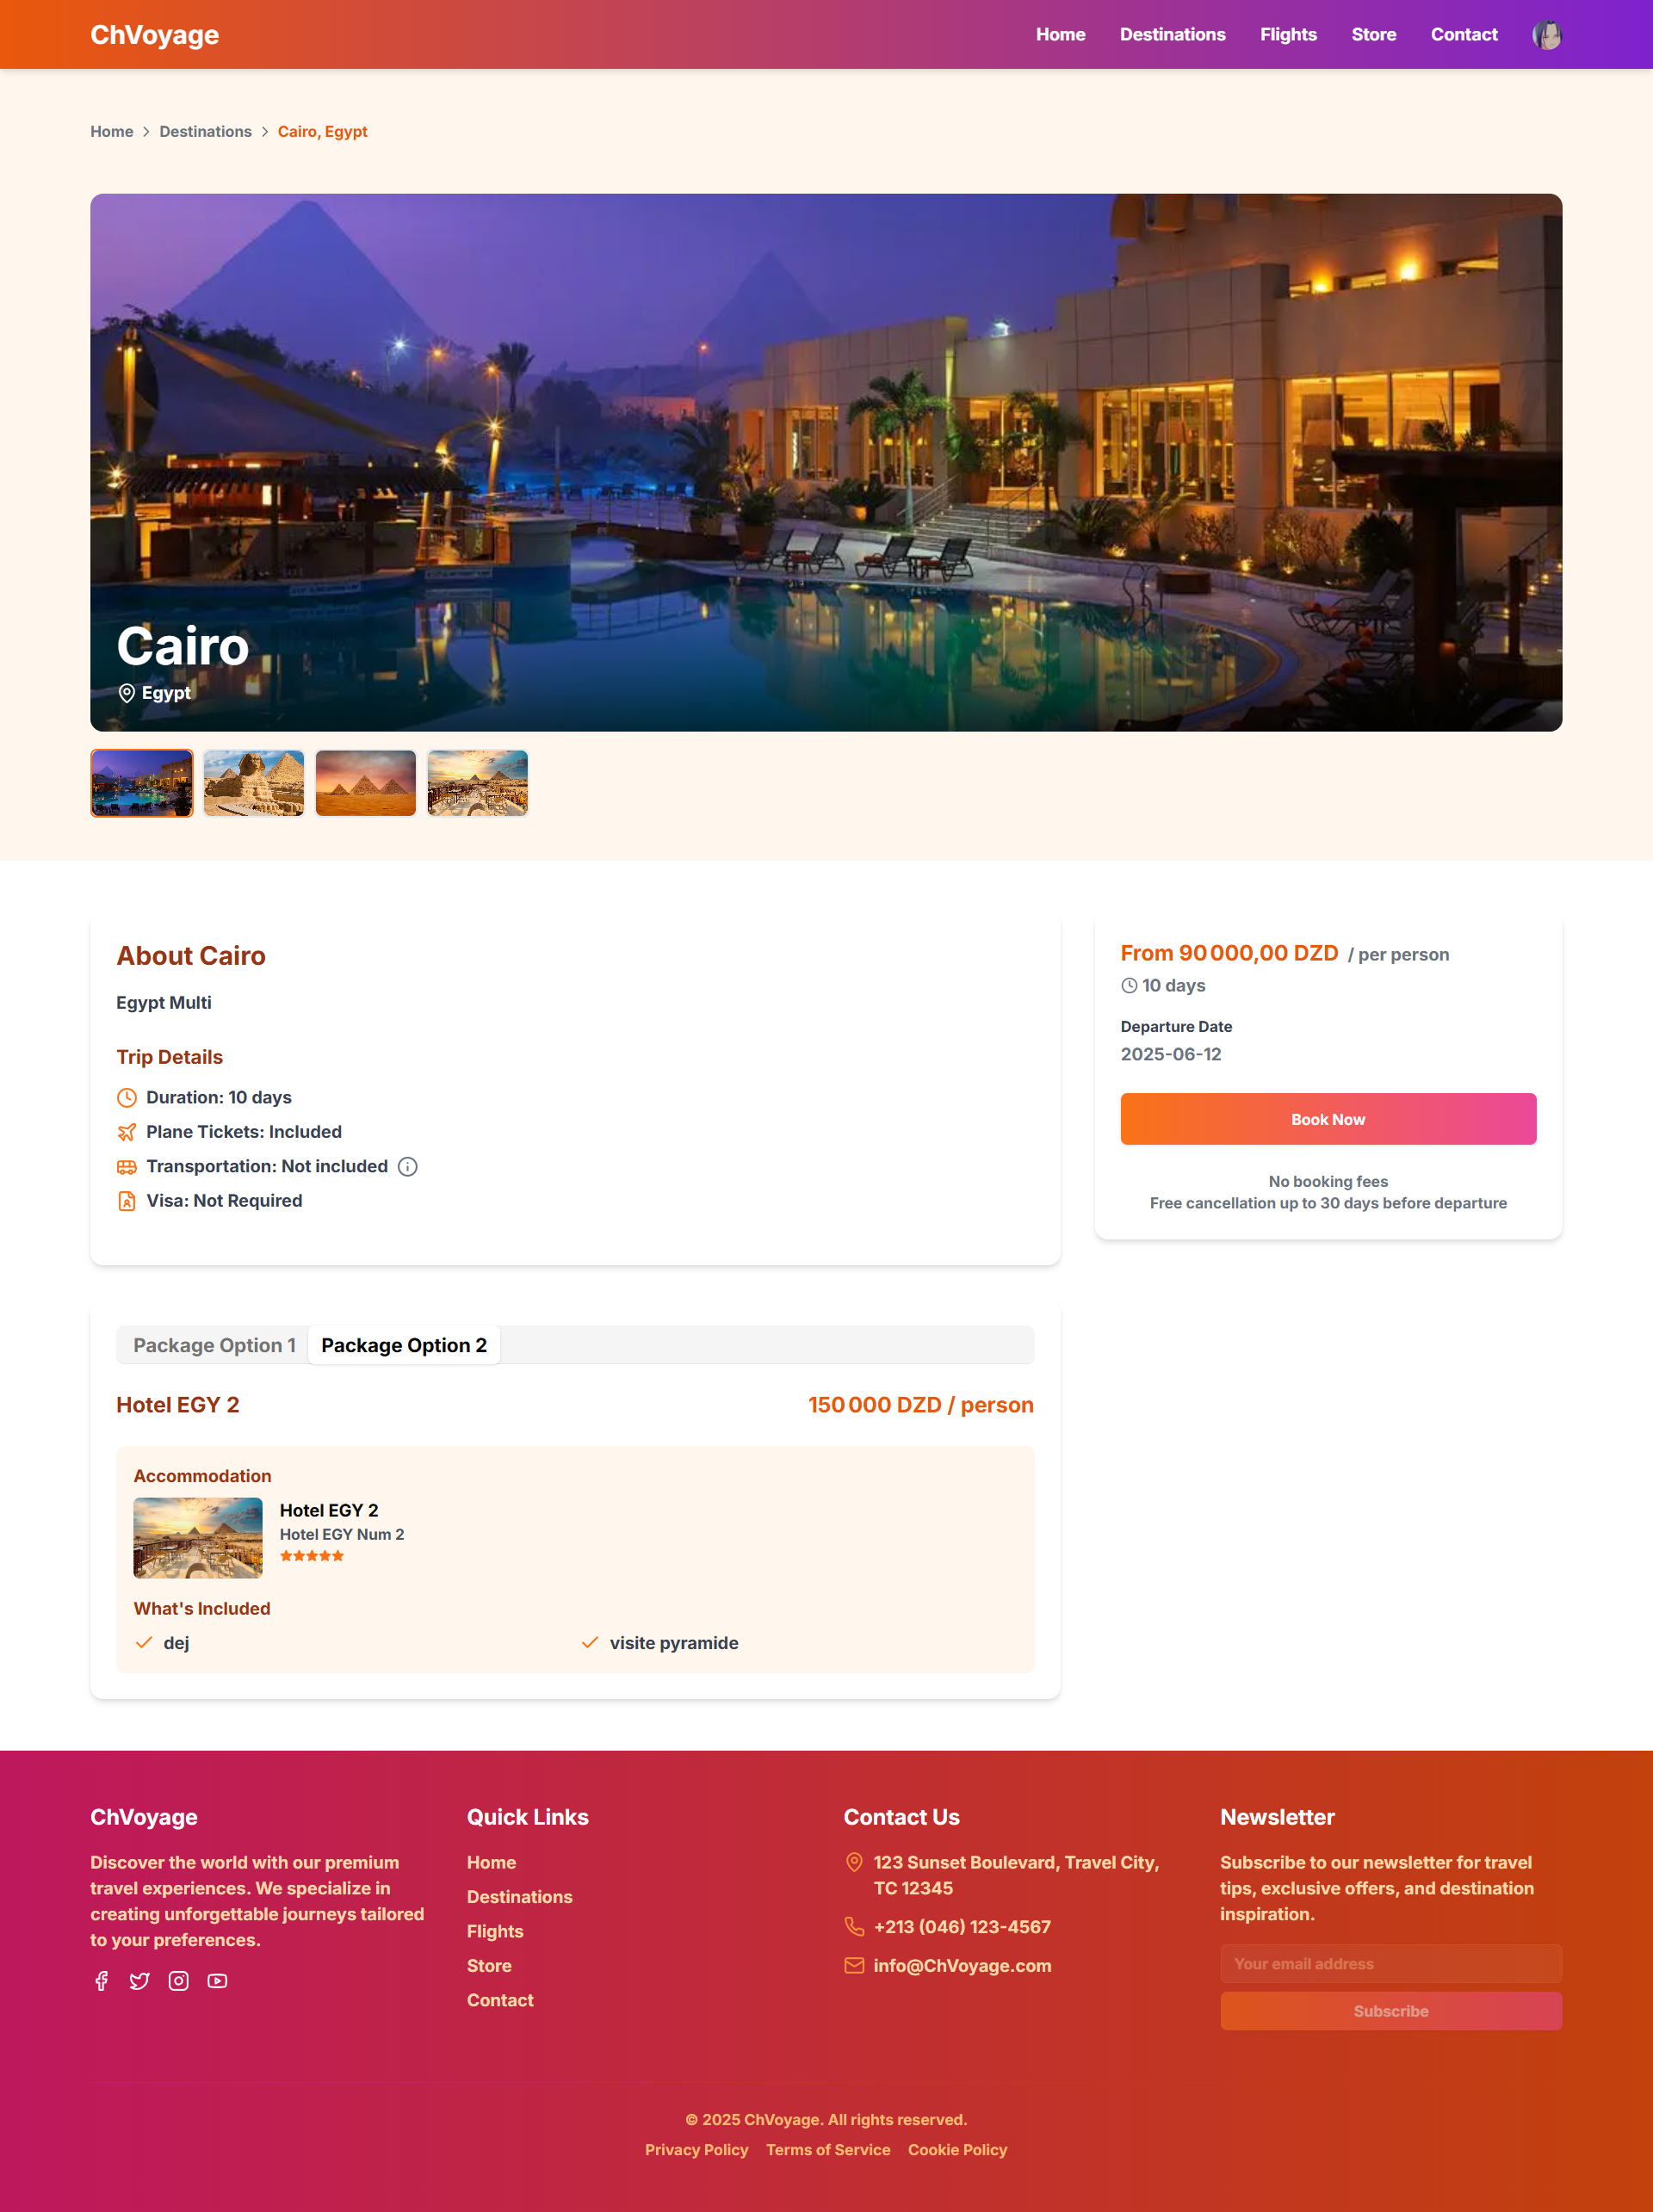 ChVoyage
Home Destinations Flights Store Contact
Home > Destinations > Cairo, Egypt
Cairo
Egypt
About Cairo
Egypt Multi
Trip Details
Duration: 10 days
Plane Tickets: Included
Transportation: Not included
Visa: Not Required
From 90 000,00 DZD / per person
10 days
Departure Date
2025-06-12
Book Now
No booking fees
Free cancellation up to 30 days before departure
Package Option 1 Package Option 2
Hotel EGY 2 150 000 DZD / person
Accommodation
Hotel EGY 2
Hotel EGY Num 2
What's Included
dej
visite pyramide
ChVoyage
Discover the world with our premium
travel experiences. We specialize in
creating unforgettable journeys tailored
to your preferences.
Quick Links
Home
Destinations
Flights
Store
Contact
Contact Us
123 Sunset Boulevard, Travel City,
TC 12345
+213 (046) 123-4567
info@ChVoyage.com
Newsletter
Subscribe to our newsletter for travel
tips, exclusive offers, and destination
inspiration.
Your email address
Subscribe
© 2025 ChVoyage. All rights reserved.
Privacy Policy Terms of Service Cookie Policy